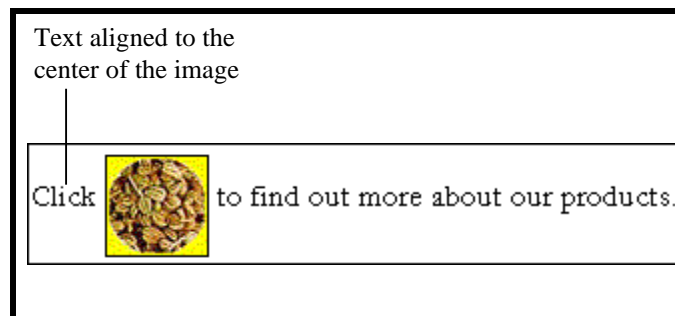 Text aligned to the
center of the image
Click to find out more about our products.